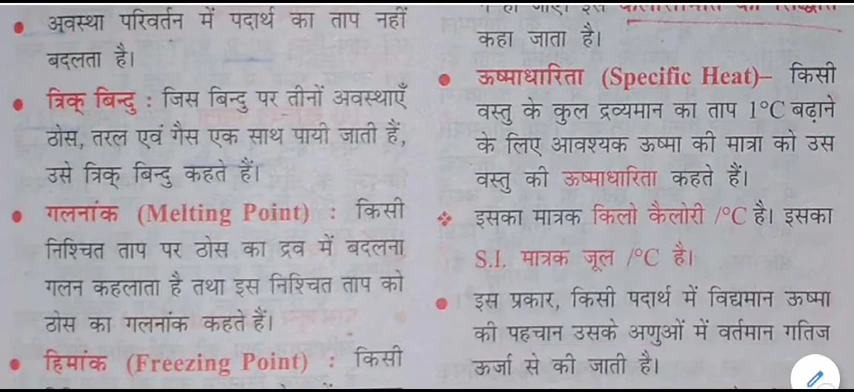 अवस्था परिवर्तन में पदार्थ का ताप नहीं
बदलता है।
त्रिक् बिन्दु : जिस बिन्दु पर तीनों अवस्थाएँ
ठोस, तरल एवं गैस एक साथ पायी जाती हैं,
उसे त्रिक् बिन्दु कहते हैं।
गलनांक (Melting Point) : किसी
निश्चित ताप पर ठोस का द्रव में बदलना
गलन कहलाता है तथा इस निश्चित ताप को
ठोस का गलनांक कहते हैं।
हिमांक (Freezing Point) : किसी
कहा जाता है।
ऊष्माधारिता (Specific Heat)– किसी
वस्तु के कुल द्रव्यमान का ताप 1°C बढ़ाने
के लिए आवश्यक ऊष्मा की मात्रा को उस
वस्तु की ऊष्माधारिता कहते हैं।
इसका मात्रक किलो कैलोरी /°C है। इसका
S.I. मात्रक जूल /°C है।
इस प्रकार, किसी पदार्थ में विद्यमान ऊष्मा
की पहचान उसके अणुओं में वर्तमान गतिज
ऊर्जा से की जाती है।